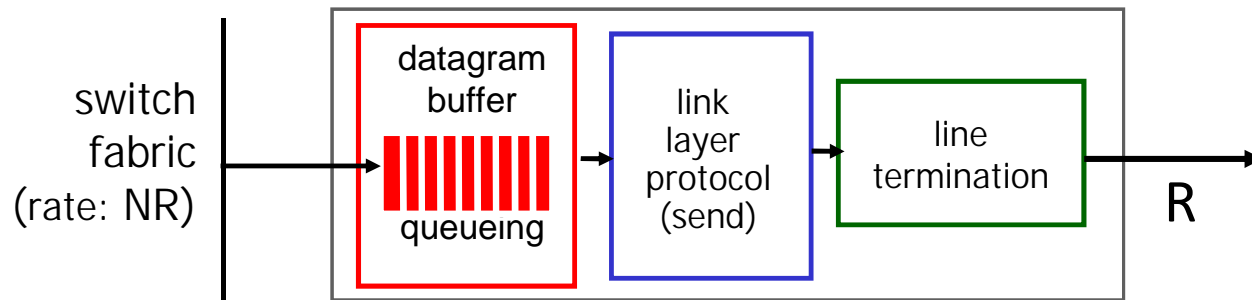 switch
fabric
(rate: NR)
datagram
buffer
queueing
link
layer
protocol
(send)
line
termination
R